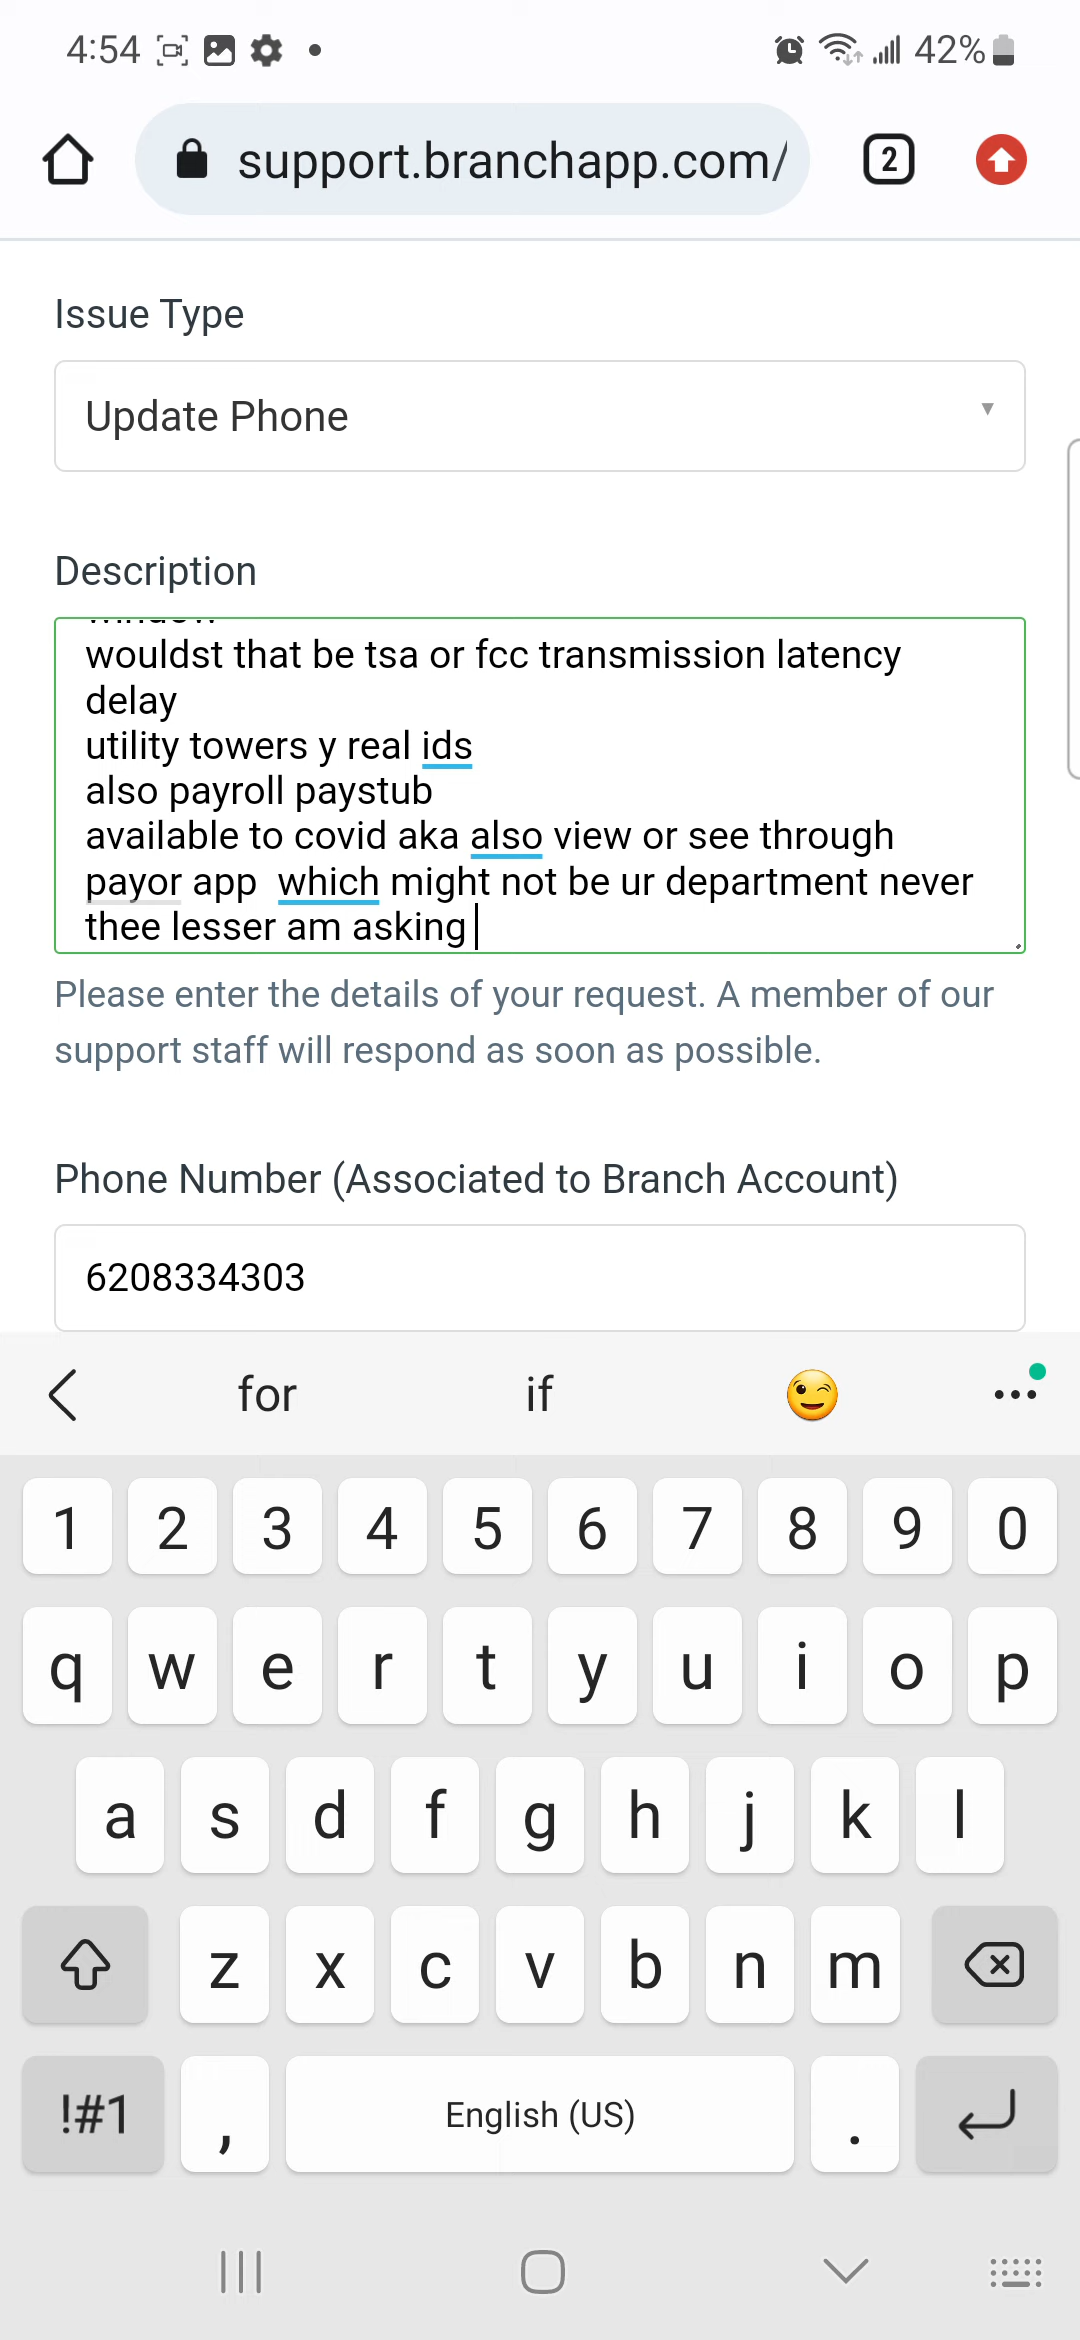 4:54
42%
support.branchapp.com/
2
Issue Type
Update Phone
Description
wouldst that be tsa or fcc transmission latency
delay
utility towers y real ids
also payroll paystub
available to covid aka also view or see through
payor app  which might not be ur department never
thee lesser am asking
Please enter the details of your request. A member of our
support staff will respond as soon as possible.
Phone Number (Associated to Branch Account)
6208334303
for if
1 2 3 4 5 6 7 8 9 0
q w e r t y u i o p
a s d f g h j k l
z x c v b n m
!#1 , English (US) .